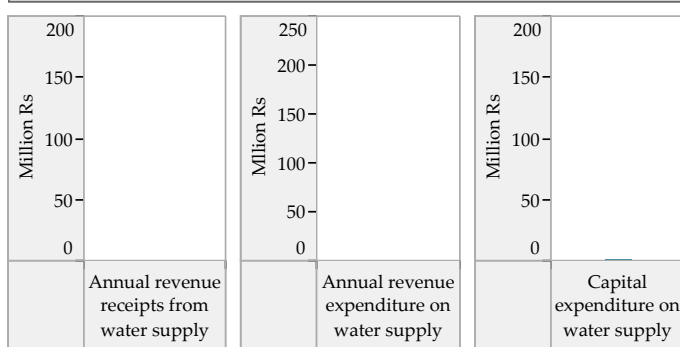 200
150
100
50
0
Million Rs
Annual revenue
receipts from
water supply
250
200
150
100
50
0
MIlion Rs
Annual revenue
expenditure on
water supply
200
150
100
50
0
Million Rs
Capital
expenditure on
water supply